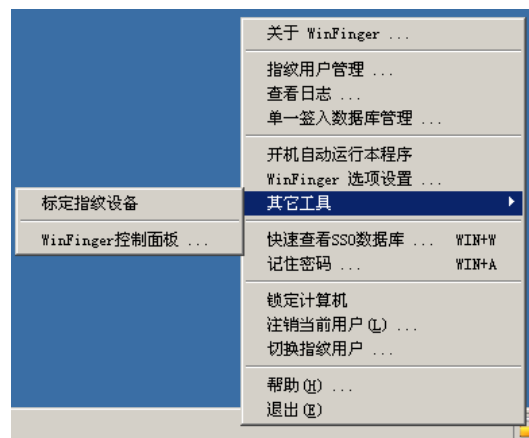 关于 WinFinger ...
指纹用户管理 ...
查看日志 ...
单一签入数据库管理 ...
开机自动运行本程序
WinFinger 选项设置 ...
其它工具
标定指纹设备
WinFinger控制面板 ...
快速查看SSO数据库 ... WIN+W
记住密码 ... WIN+A
锁定计算机
注销当前用户(L) ...
切换指纹用户 ...
帮助(H) ...
退出(E)